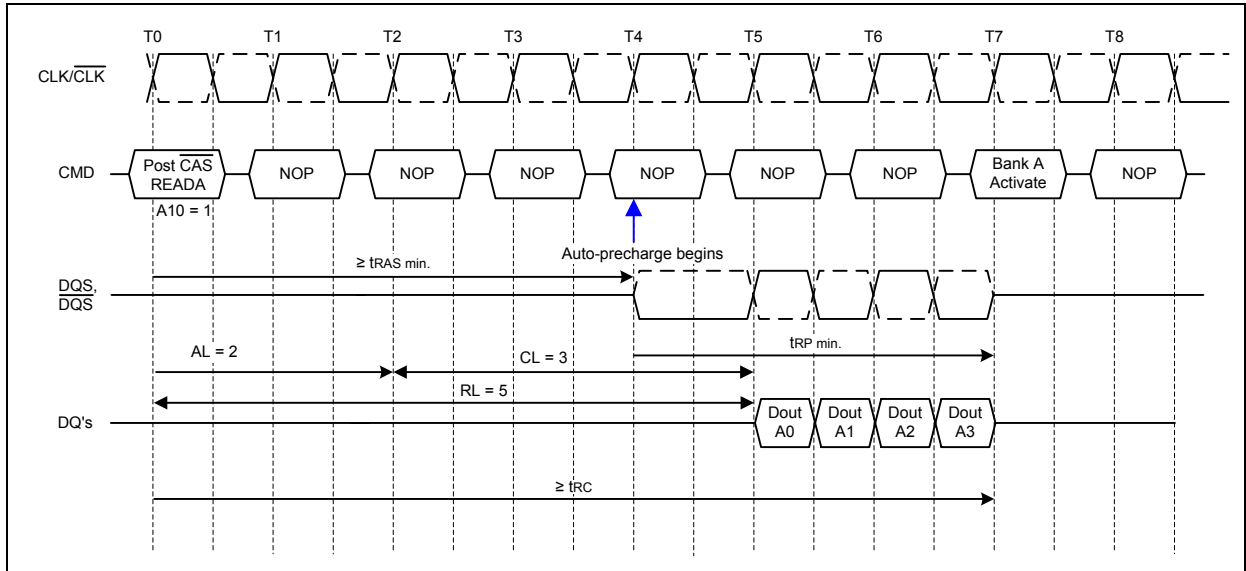 T0 T1 T2 T3 T4 T5 T6 T7 T8
CLK/CLK
CMD
Post CAS
READA
NOP
NOP
NOP
NOP
NOP
NOP
Bank A
Activate
NOP
A10 = 1
Auto-precharge begins
≥ tRAS min.
DQS,
DQS
tRP min.
AL = 2
CL = 3
RL = 5
DQ's
Dout
A0
Dout
A1
Dout
A2
Dout
A3
≥ tRC